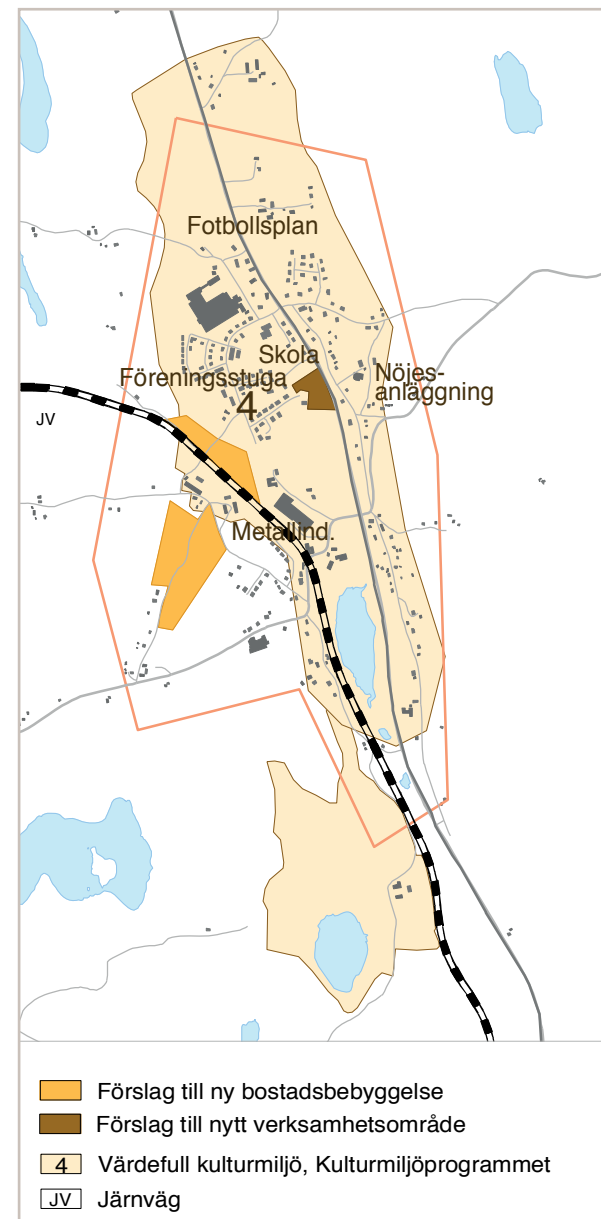 Fotbollsplan
Skola
Föreningsstuga
Nöjes-
anläggning
4
JV
Metallind.
Förslag till ny bostadsbebyggelse
Förslag till nytt verksamhetsområde
4 Värdefull kulturmiljö, Kulturmiljöprogrammet
JV Järnväg